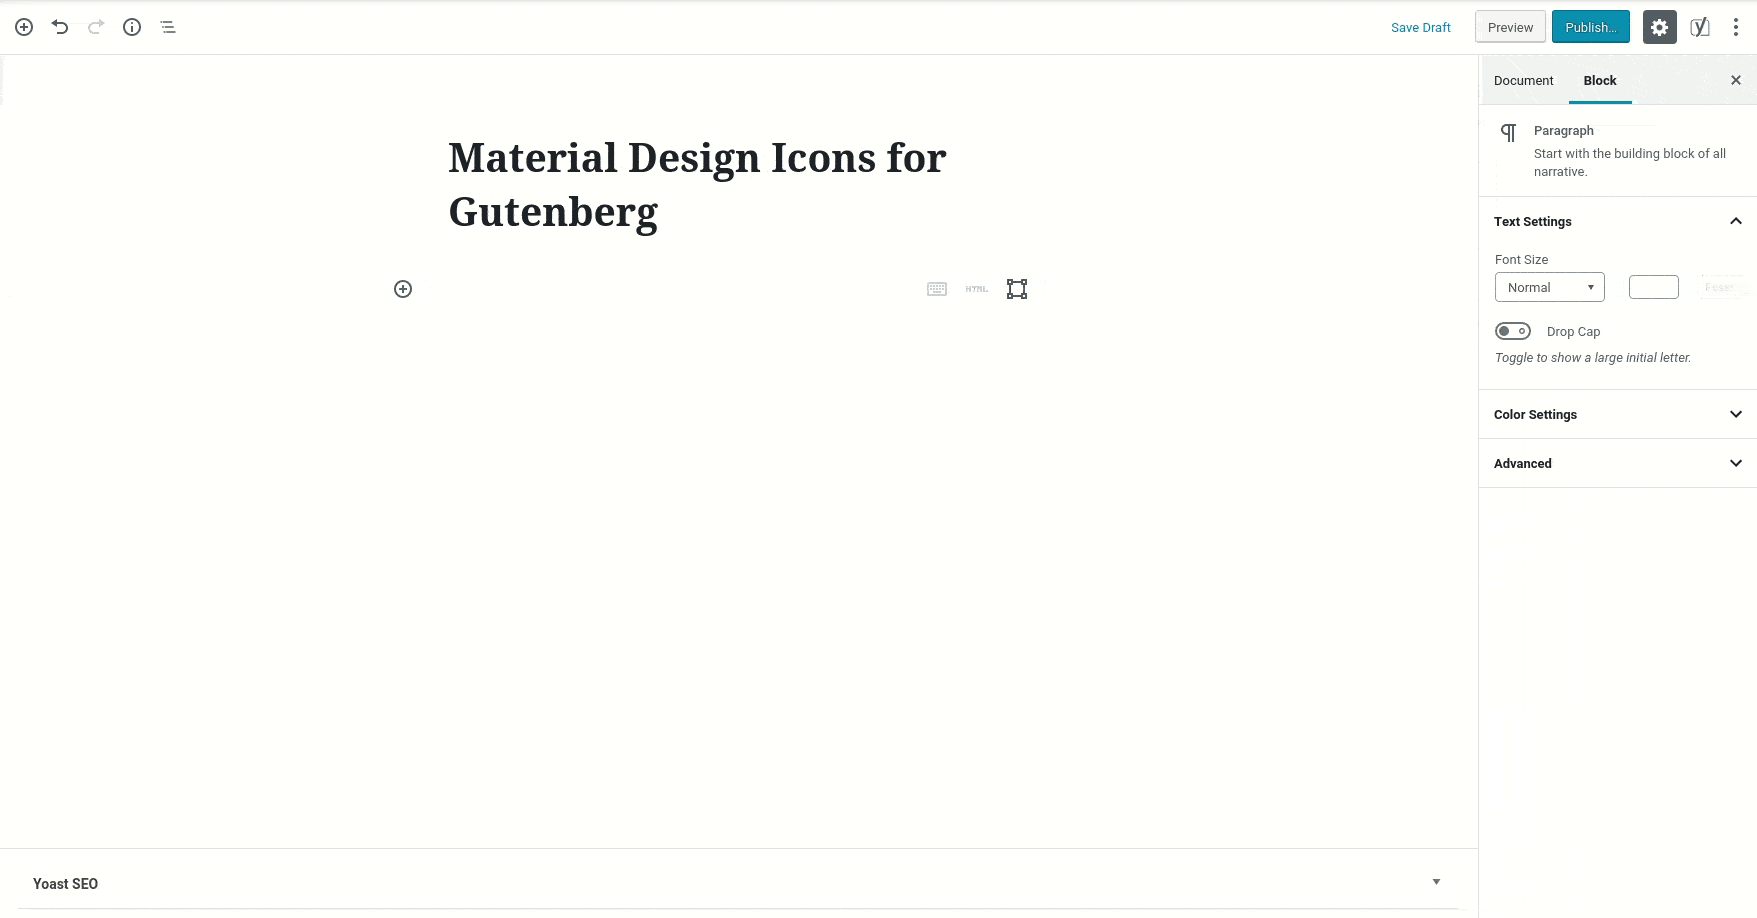 Save Draft
Preview
Publish...
Document
Block
Material Design Icons for
Gutenberg
HTML
Paragraph
Start with the building block of all
narrative.
Text Settings
Font Size
Normal
Reset
Drop Cap
Toggle to show a large initial letter.
Color Settings
Advanced
Yoast SEO